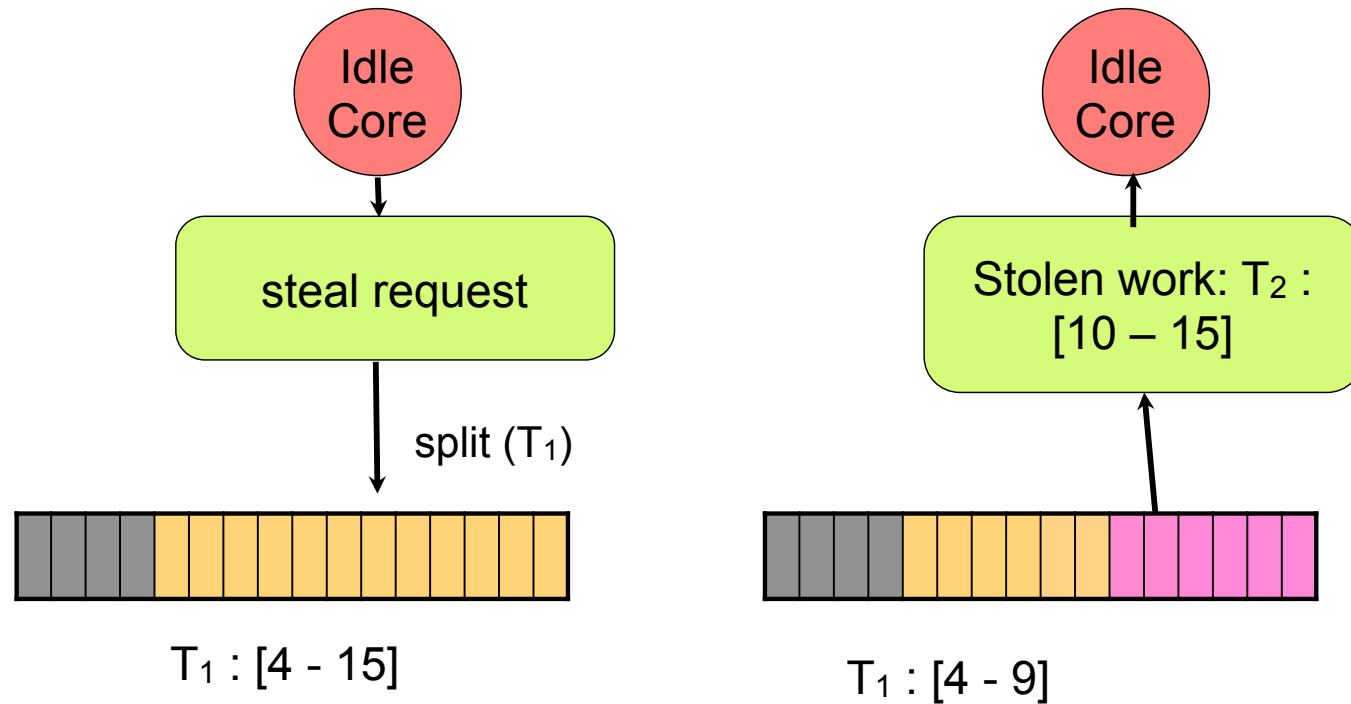 Idle
Core
steal request
split (T₁)
T₁ : [4 - 15]
Idle
Core
Stolen work: T₂ :
[10 – 15]
T₁ : [4 - 9]